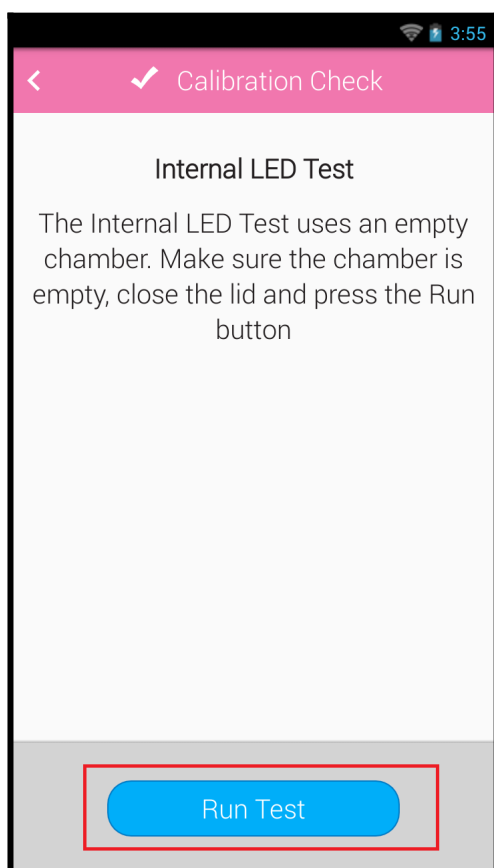 3:55
Calibration Check
Internal LED Test
The Internal LED Test uses an empty
chamber. Make sure the chamber is
empty, close the lid and press the Run
button
Run Test